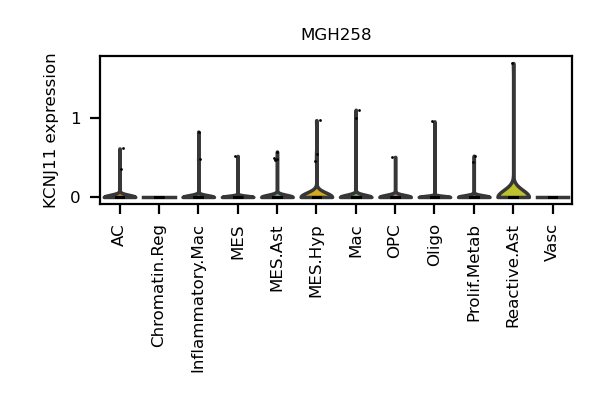 MGH258
KCNJ11 expression
1
0
AC
Chromatin.Reg
Inflammatory.Mac
MES
MES.Ast
MES.Hyp
Mac
OPC
Oligo
Prolif.Metab
Reactive.Ast
Vasc